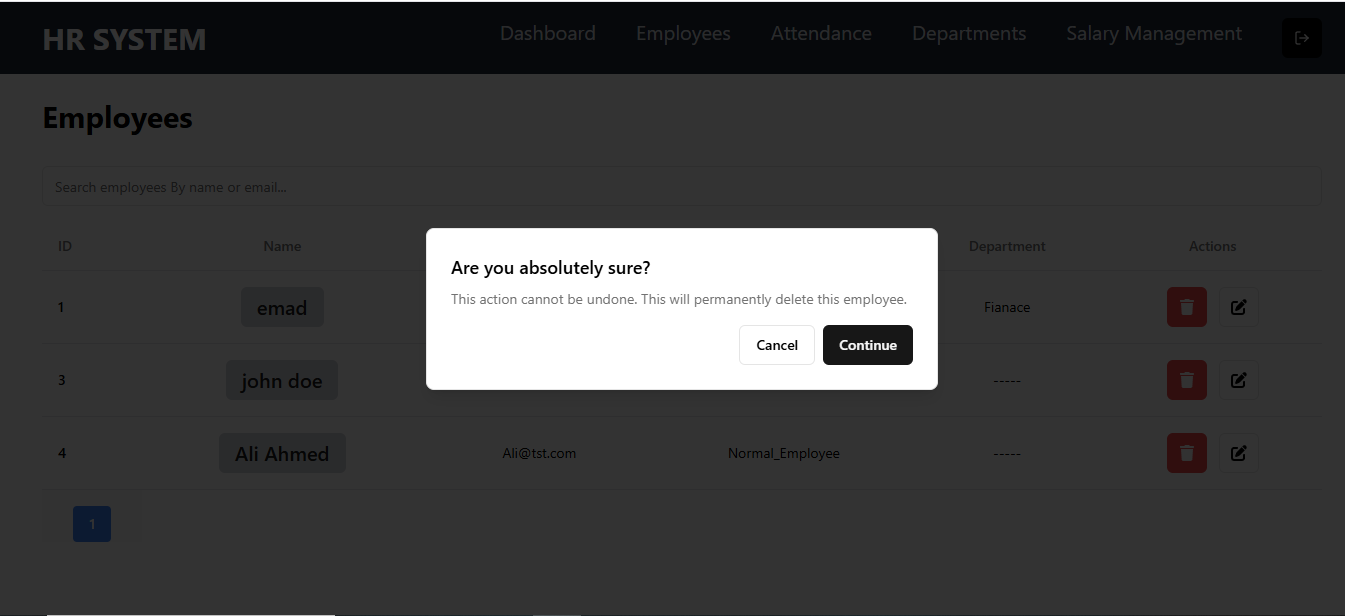 HR SYSTEM Dashboard Employees Attendance Departments Salary Management
Employees
Search employees By name or email...
ID Name Department Actions
Are you absolutely sure?
This action cannot be undone. This will permanently delete this employee.
Cancel Continue
1 emad Fianace
3 john doe -----
4 Ali Ahmed Ali@tst.com Normal_Employee -----
1